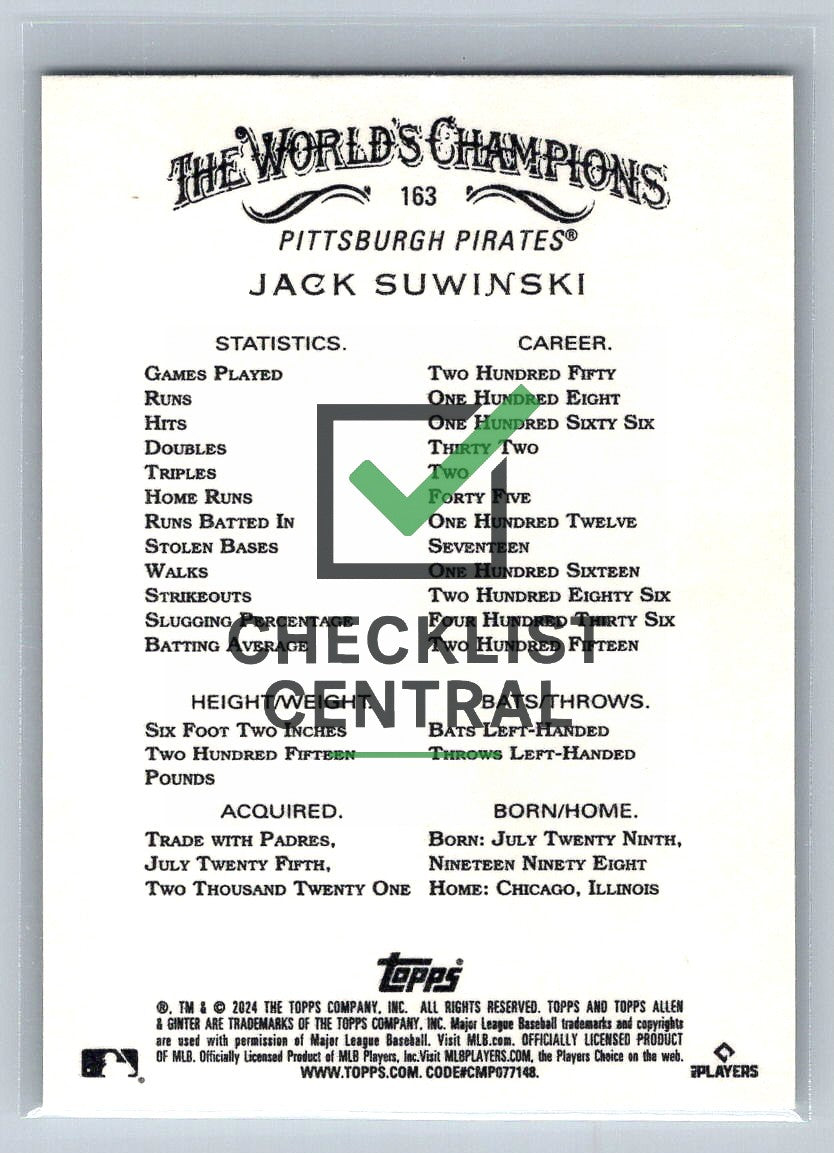 THE WORLD'S CHAMPIONS
163
PITTSBURGH PIRATES®
JACK SUWINSKI
STATISTICS. CAREER.
GAMES PLAYED TWO HUNDRED FIFTY
RUNS ONE HUNDRED EIGHT
HITS ONE HUNDRED SIXTY SIX
DOUBLES THIRTY TWO
TRIPLES TWO
HOME RUNS FORTY FIVE
RUNS BATTED IN ONE HUNDRED TWELVE
STOLEN BASES SEVENTEEN
WALKS ONE HUNDRED SIXTEEN
STRIKEOUTS TWO HUNDRED EIGHTY SIX
SLUGGING PERCENTAGE FOUR HUNDRED THIRTY SIX
BATTING AVERAGE TWO HUNDRED FIFTEEN
CHECKLIST
CENTRAL
HEIGHT/WEIGHT. BATS/THROWS.
SIX FOOT TWO INCHES BATS LEFT-HANDED
TWO HUNDRED FIFTEEN THROWS LEFT-HANDED
POUNDS
ACQUIRED. BORN/HOME.
TRADE WITH PADRES, BORN: JULY TWENTY NINTH,
JULY TWENTY FIFTH, NINETEEN NINETY EIGHT
TWO THOUSAND TWENTY ONE HOME: CHICAGO, ILLINOIS
topps®
®, TM & © 2024 THE TOPPS COMPANY, INC. ALL RIGHTS RESERVED. TOPPS AND TOPPS ALLEN
& GINTER ARE TRADEMARKS OF THE TOPPS COMPANY, INC. Major League Baseball trademarks and copyrights
are used with permission of Major League Baseball. Visit MLB.com. OFFICIALLY LICENSED PRODUCT
OF MLB. Officially Licensed Product of MLB Players, Inc.Visit MLBPLAYERS.COM, the Players Choice on the web.
WWW.TOPPS.COM. CODE#CMP077148.
MLBPLAYERS